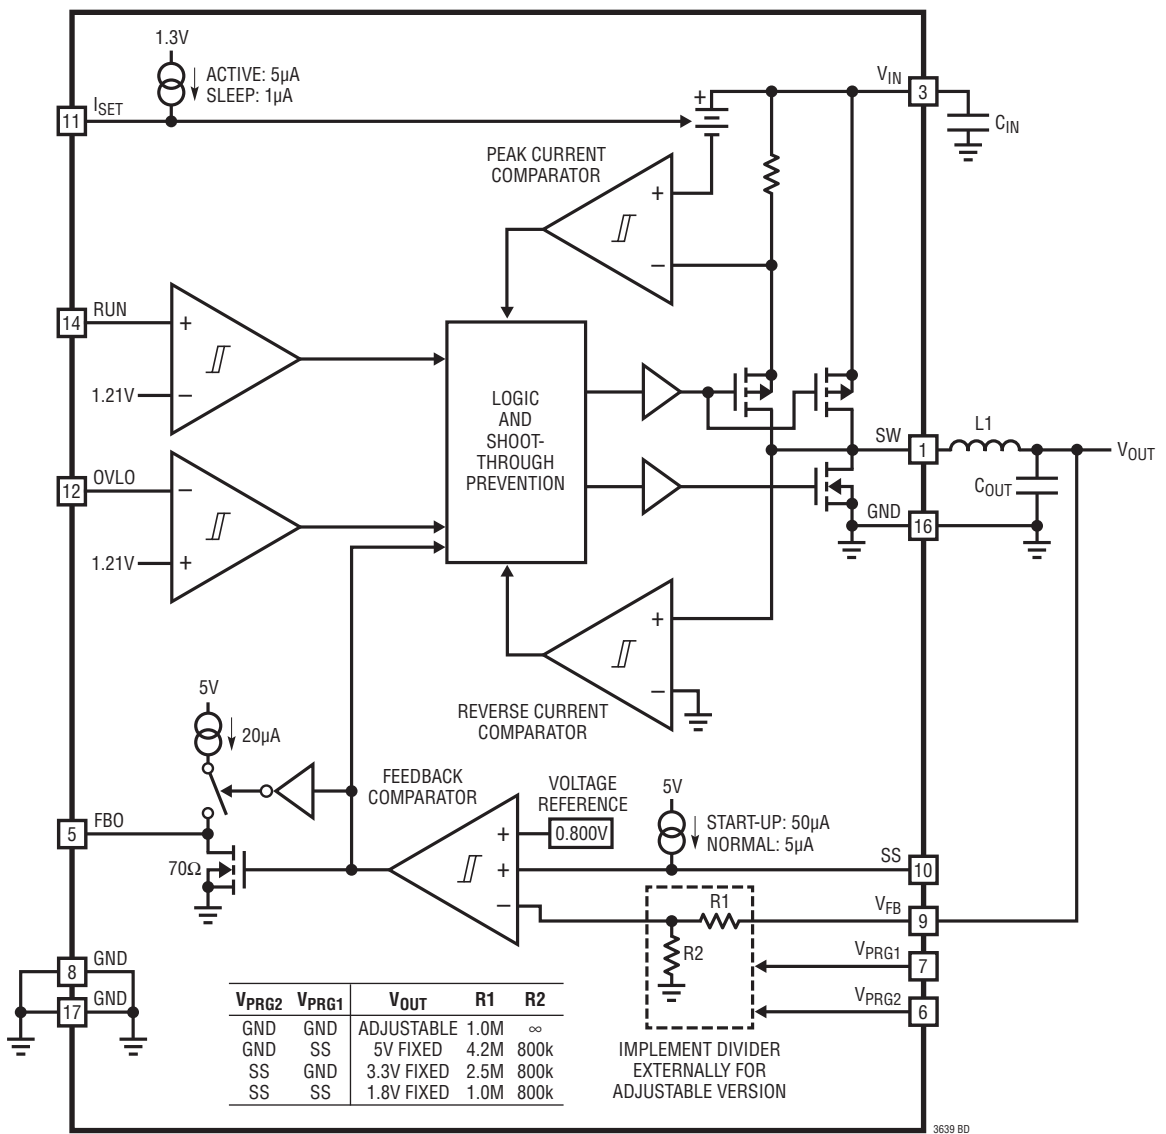 1.3V
ACTIVE: 5µA
SLEEP: 1µA
11
ISET
VIN
3
CIN
+
PEAK CURRENT
COMPARATOR
+
−
14
RUN
+
1.21V
−
12
OVLO
−
1.21V
+
LOGIC
AND
SHOOT-
THROUGH
PREVENTION
SW
1
L1
VOUT
COUT
GND
16
+
−
REVERSE CURRENT
COMPARATOR
5V
20µA
FEEDBACK
COMPARATOR
VOLTAGE
REFERENCE
0.800V
+
+
−
5V
START-UP: 50µA
NORMAL: 5µA
5
FBO
70Ω
SS
10
R1
VFB
9
R2
VPRG1
7
VPRG2
6
8
GND
17
GND
VPRG2 VPRG1 VOUT R1 R2
GND GND ADJUSTABLE 1.0M ∞
GND SS 5V FIXED 4.2M 800k
SS GND 3.3V FIXED 2.5M 800k
SS SS 1.8V FIXED 1.0M 800k
IMPLEMENT DIVIDER
EXTERNALLY FOR
ADJUSTABLE VERSION
3639 BD